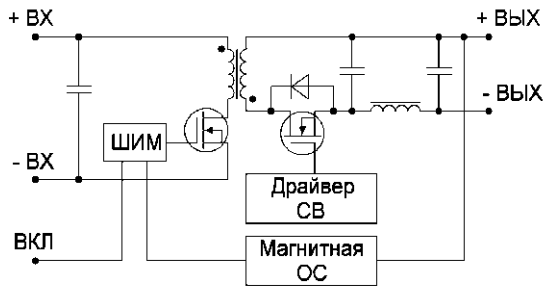 + ВХ
+ ВЫХ
- ВЫХ
ШИМ
- ВХ
Драйвер
СВ
ВКЛ
Магнитная
ОС